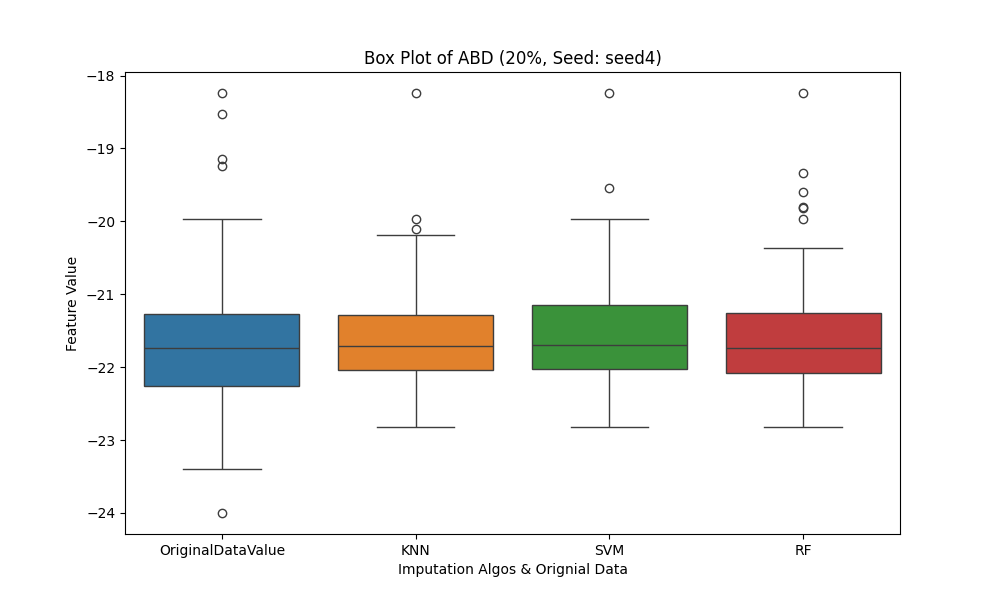 Box Plot of ABD (20%, Seed: seed4)
−18
−19
−20
−21
−22
−23
−24
Feature Value
OriginalDataValue KNN SVM RF
Imputation Algos & Orignial Data